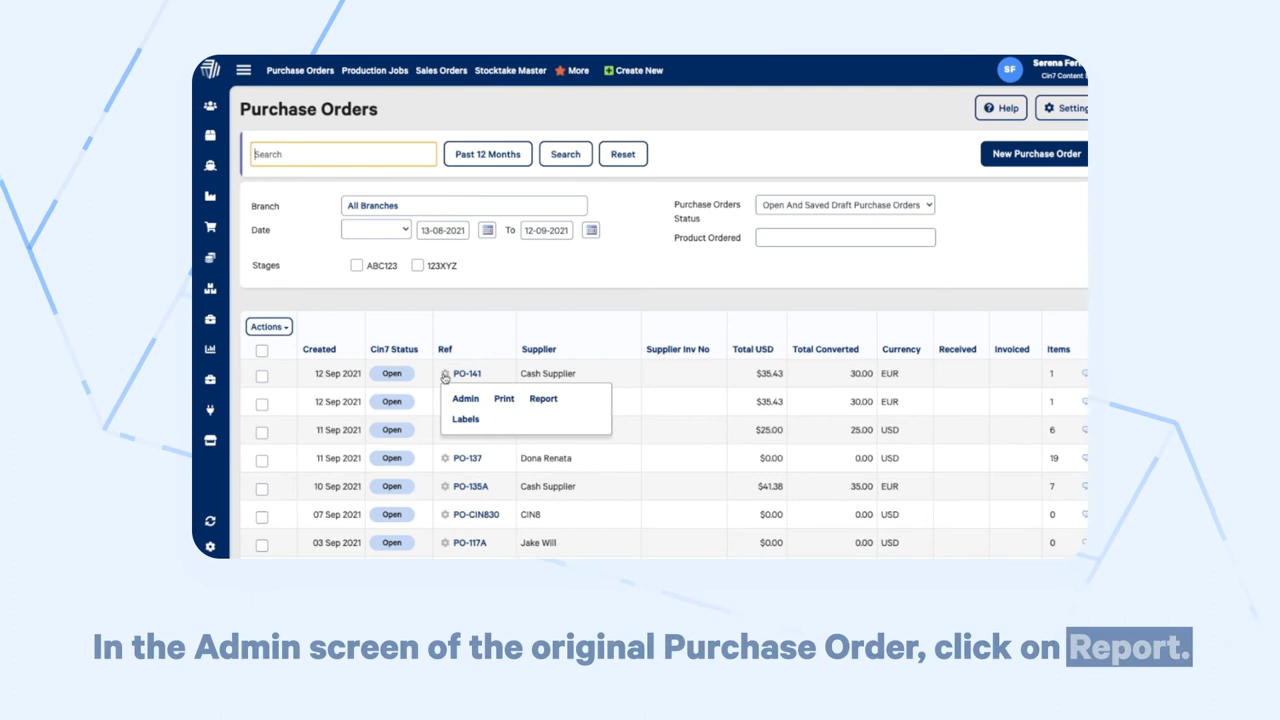 Purchase Orders Production Jobs Sales Orders Stocktake Master More Create New SF Serena
Cin7 Content
Purchase Orders Help Setting
Search Past 12 Months Search Reset New Purchase Order
Branch All Branches Purchase Orders Status Open And Saved Draft Purchase Orders
Date 13-08-2021 To 12-09-2021 Product Ordered
Stages ABC123 123XYZ
Actions
Created Cin7 Status Ref Supplier Supplier Inv No Total USD Total Converted Currency Received Invoiced Items
12 Sep 2021 Open PO-141 Cash Supplier $35.43 30.00 EUR 1
Admin Print Report
Labels
12 Sep 2021 Open $35.43 30.00 EUR 1
11 Sep 2021 Open $25.00 25.00 USD 6
11 Sep 2021 Open PO-137 Dona Renata $0.00 0.00 USD 19
10 Sep 2021 Open PO-135A Cash Supplier $41.38 35.00 EUR 7
07 Sep 2021 Open PO-CIN830 CIN8 $0.00 0.00 USD 0
03 Sep 2021 Open PO-117A Jake Will $0.00 0.00 USD 0
In the Admin screen of the original Purchase Order, click on Report.